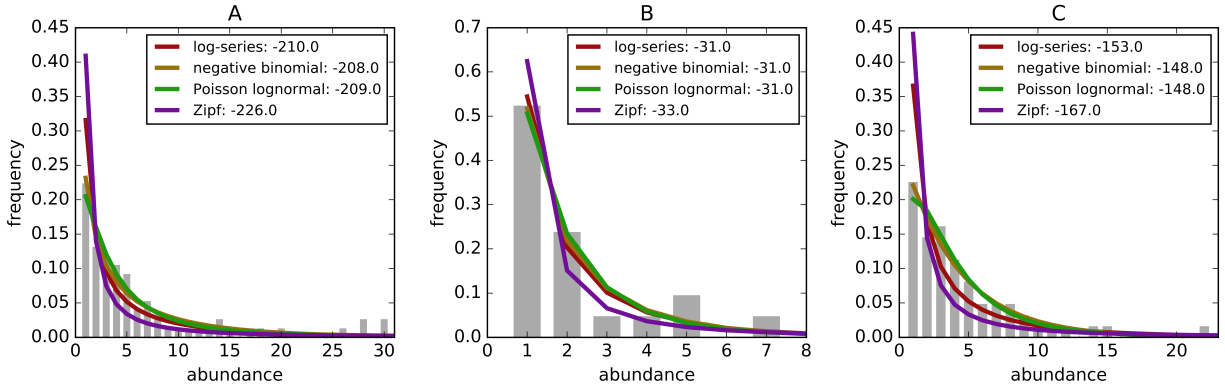 A
0.45
0.40
0.35
0.30
0.25
0.20
0.15
0.10
0.05
0.00
frequency
log-series: -210.0
negative binomial: -208.0
Poisson lognormal: -209.0
Zipf: -226.0
0 5 10 15 20 25 30
abundance
B
0.7
0.6
0.5
0.4
0.3
0.2
0.1
0.0
frequency
log-series: -31.0
negative binomial: -31.0
Poisson lognormal: -31.0
Zipf: -33.0
0 1 2 3 4 5 6 7 8
abundance
C
0.45
0.40
0.35
0.30
0.25
0.20
0.15
0.10
0.05
0.00
frequency
log-series: -153.0
negative binomial: -148.0
Poisson lognormal: -148.0
Zipf: -167.0
0 5 10 15 20
abundance